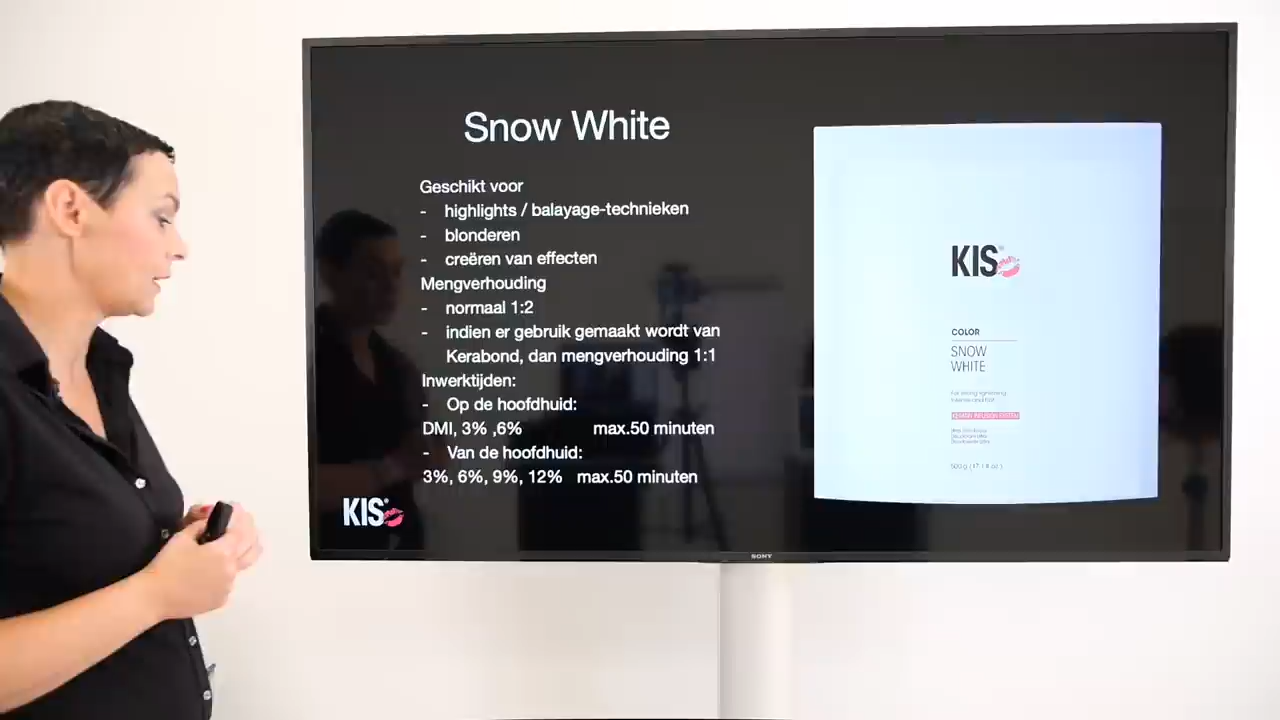 Snow White
Geschikt voor
- highlights / balayage-technieken
- blonderen
- creëren van effecten
Mengverhouding
- normaal 1:2
- indien er gebruik gemaakt wordt van
Kerabond, dan mengverhouding 1:1
Inwerktijden:
- Op de hoofdhuid:
DMI, 3% ,6% max.50 minuten
- Van de hoofdhuid:
3%, 6%, 9%, 12% max.50 minuten
KIS
KIS
COLOR
SNOW
WHITE
SONY